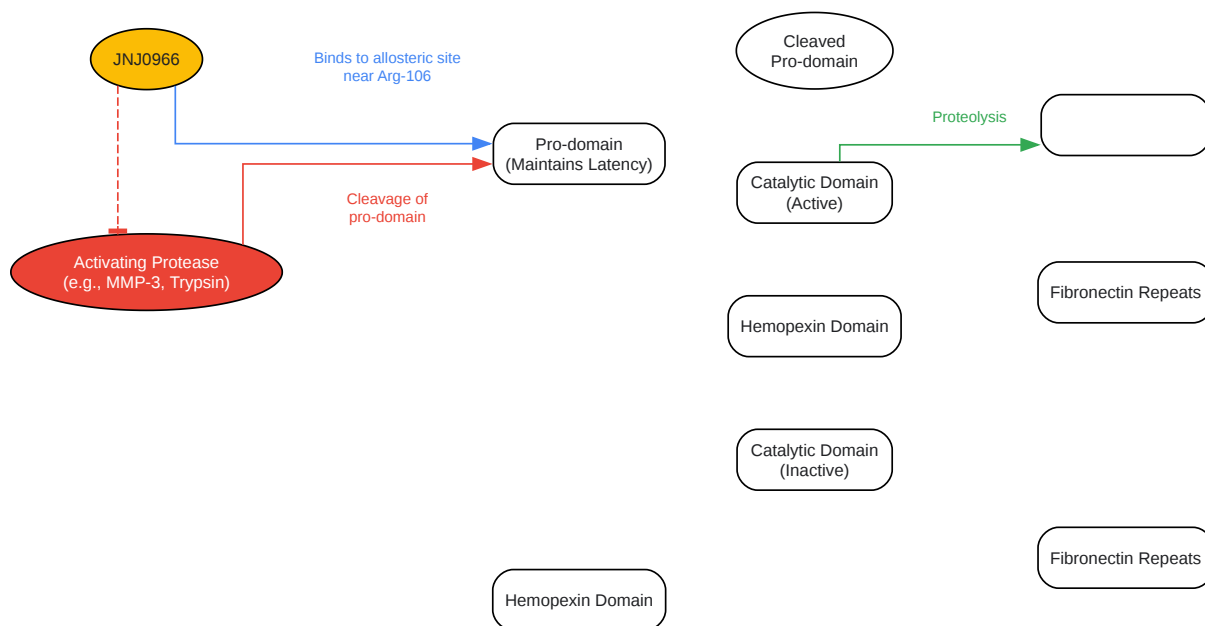 JNJ0966
Binds to allosteric site
near Arg-106
Cleaved
Pro-domain
Proteolysis
Pro-domain
(Maintains Latency)
Catalytic Domain
(Active)
Cleavage of
pro-domain
Activating Protease
(e.g., MMP-3, Trypsin)
Fibronectin Repeats
Hemopexin Domain
Catalytic Domain
(Inactive)
Fibronectin Repeats
Hemopexin Domain